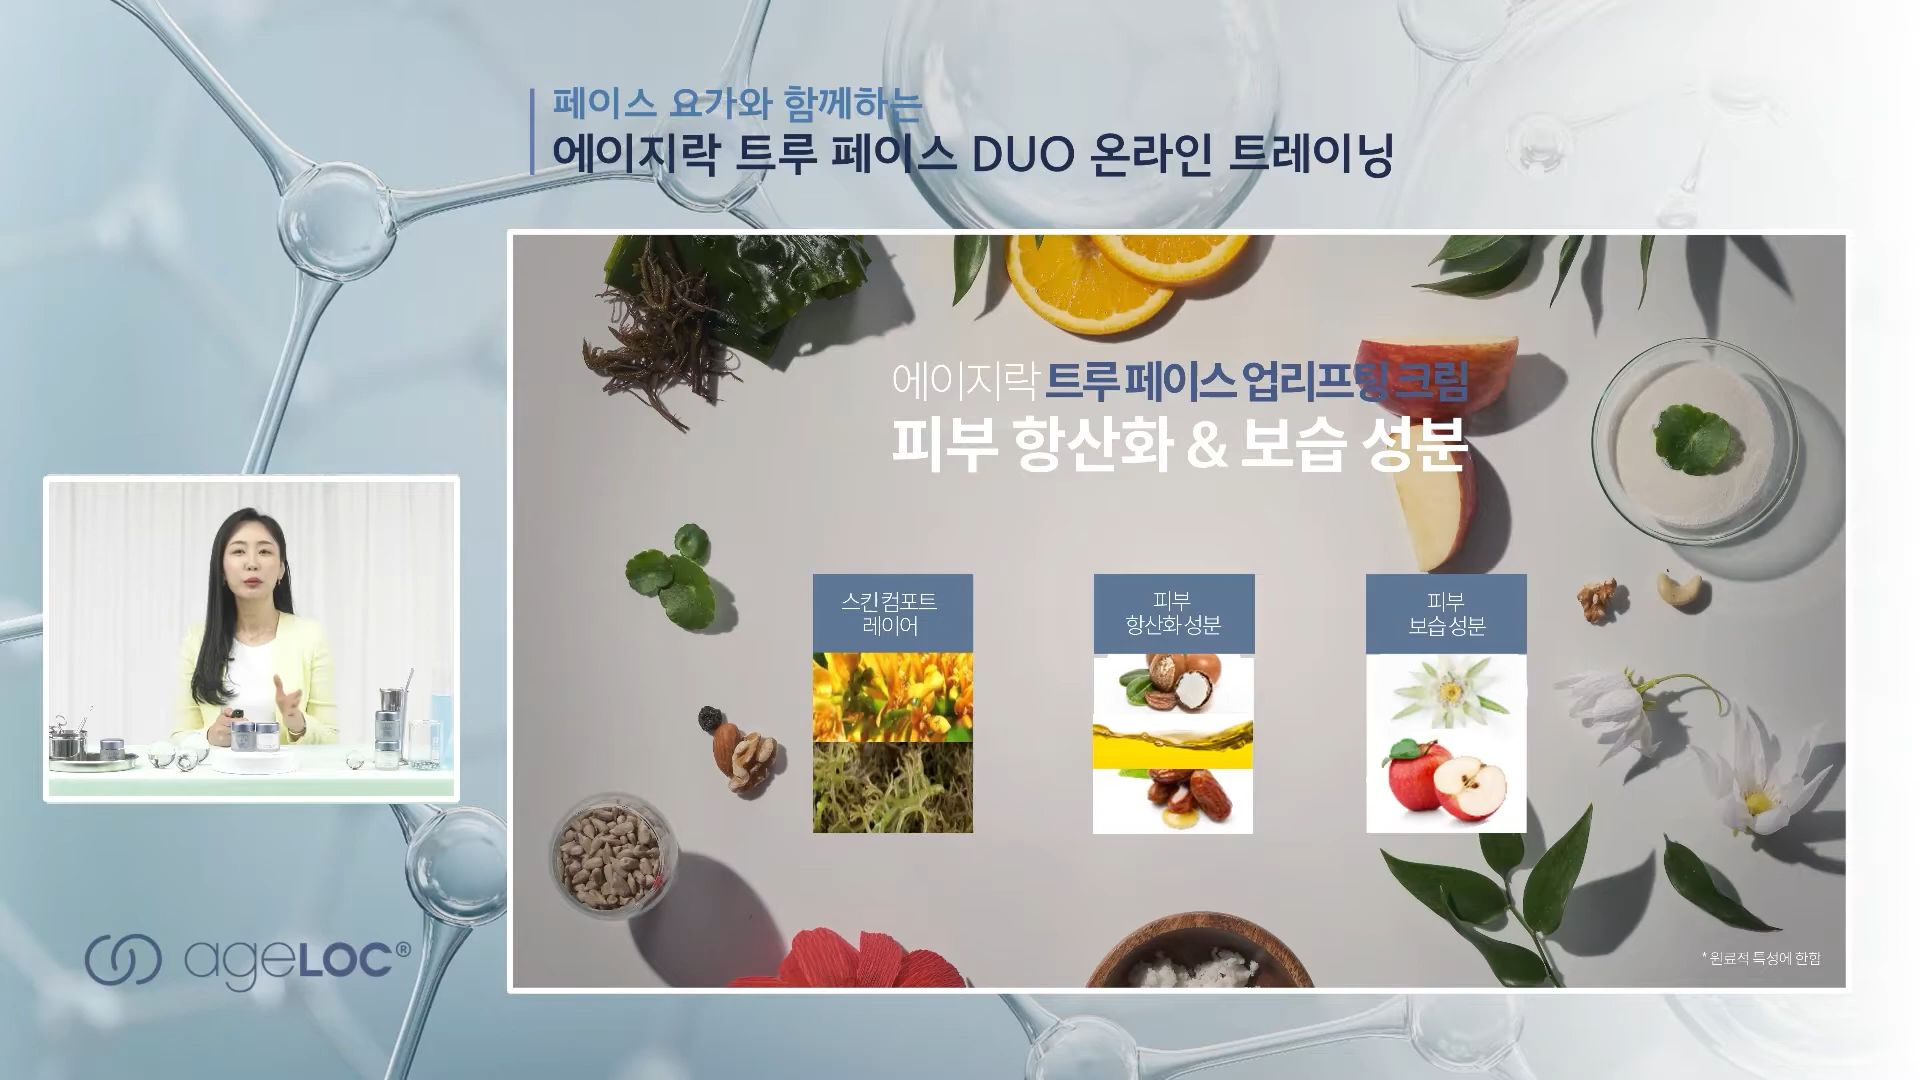 페이스 요가와 함께하는
에이지락 트루 페이스 DUO 온라인 트레이닝
에이지락 트루 페이스 업리프팅 크림
피부 항산화 & 보습 성분
스킨 컴포트
레이어
피부
항산화 성분
피부
보습 성분
* 원료적 특성에 한함
ageLOC®